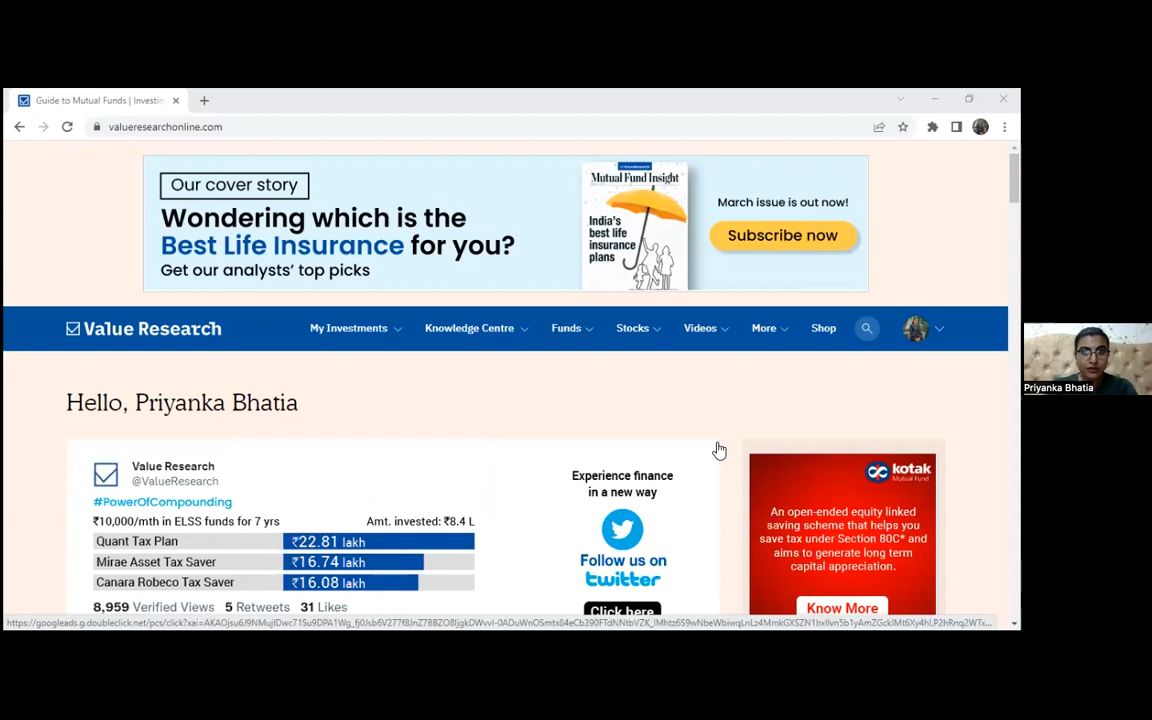 Guide to Mutual Funds | Investin
valueresearchonline.com
Our cover story
Wondering which is the
Best Life Insurance for you?
Get our analysts' top picks
Mutual Fund Insight
India's
best life
insurance
plans
March issue is out now!
Subscribe now
Value Research
My Investments
Knowledge Centre
Funds
Stocks
Videos
More
Shop
Hello, Priyanka Bhatia
Value Research
@ValueResearch
#PowerOfCompounding
₹10,000/mth in ELSS funds for 7 yrs
Amt. invested: ₹8.4 L
Quant Tax Plan
₹22.81 lakh
Mirae Asset Tax Saver
₹16.74 lakh
Canara Robeco Tax Saver
₹16.08 lakh
8,959 Verified Views 5 Retweets 31 Likes
Experience finance
in a new way
Follow us on
twitter
Click here
kotak
Mutual Fund
An open-ended equity linked
saving scheme that helps you
save tax under Section 80C* and
aims to generate long term
capital appreciation.
Know More
Priyanka Bhatia